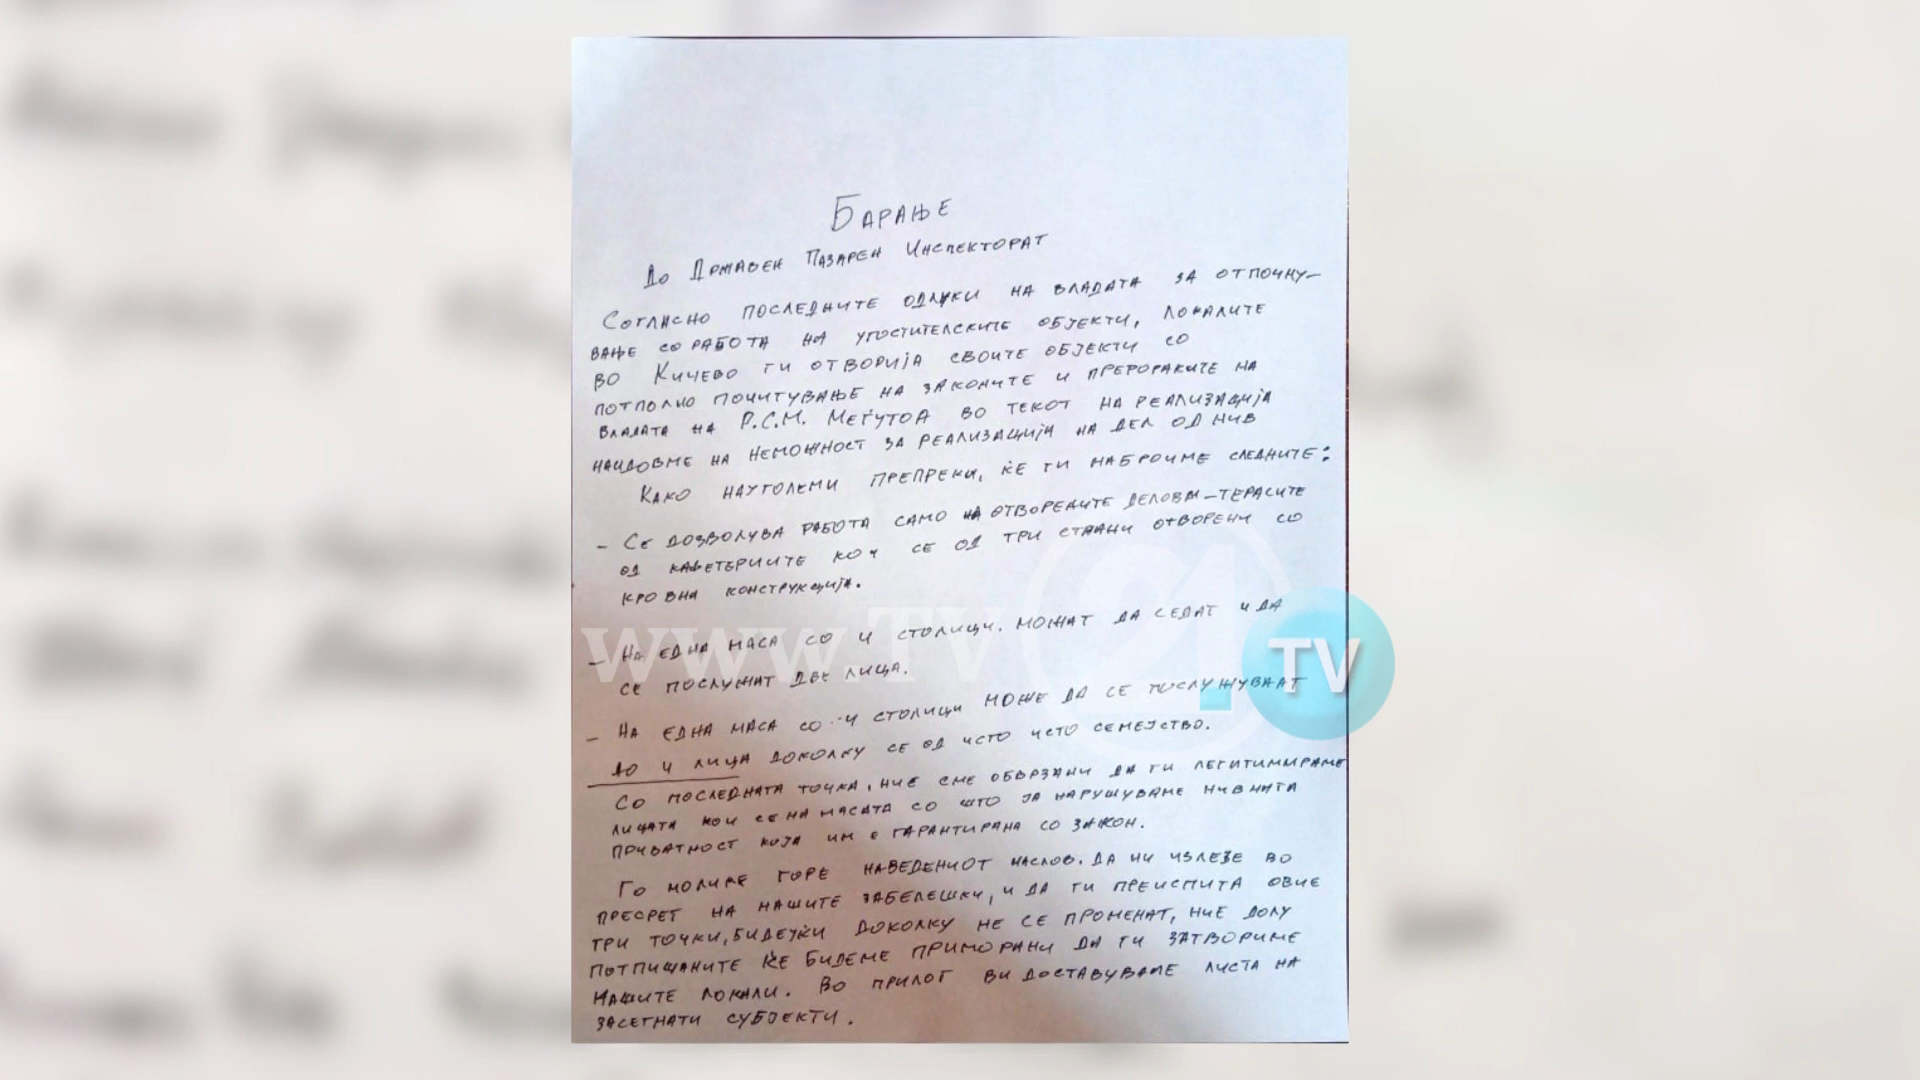 Барање
До Државен Пазарен Инспекторат
Согласно последните одлуки на владата за отпочну-
вање со работа на угостителските објекти, локалите
во Кичево ги отворија своите објекти со
потполно почитување на законите и прерораките на
владата на Р.С.М. Меѓутоа во текот на реализација
наидовме на неможност за реализација на дел од нив
Како најголеми препреки, ќе ги наброиме следните:
- Се дозволува работа само на отворените делови-терасите
од кафетериите кои се од три страни отворени со
кровна конструкција.
- На една маса со 4 столици. можат да седат и да
се послужат две лица.
- На една маса со 4 столици може да се послужуваат
до 4 лица доколку се од исто исто семејство.
Со последната точка, ние сме обврзани да ги легитимираме
лицата кои се на масата со што ја нарушуваме нивната
приватност која им е гарантирана со закон.
Го молиме горе наведениот наслов. да ни излезе во
пресрет на нашите забелешки, и да ги преиспита овие
три точки, бидејќи доколку не се променат, ние долу
потпишаните ќе бидеме приморани да ги затвориме
нашите локали. Во прилог ви доставуваме листа на
засегнати субјекти.
www.TV21
TV